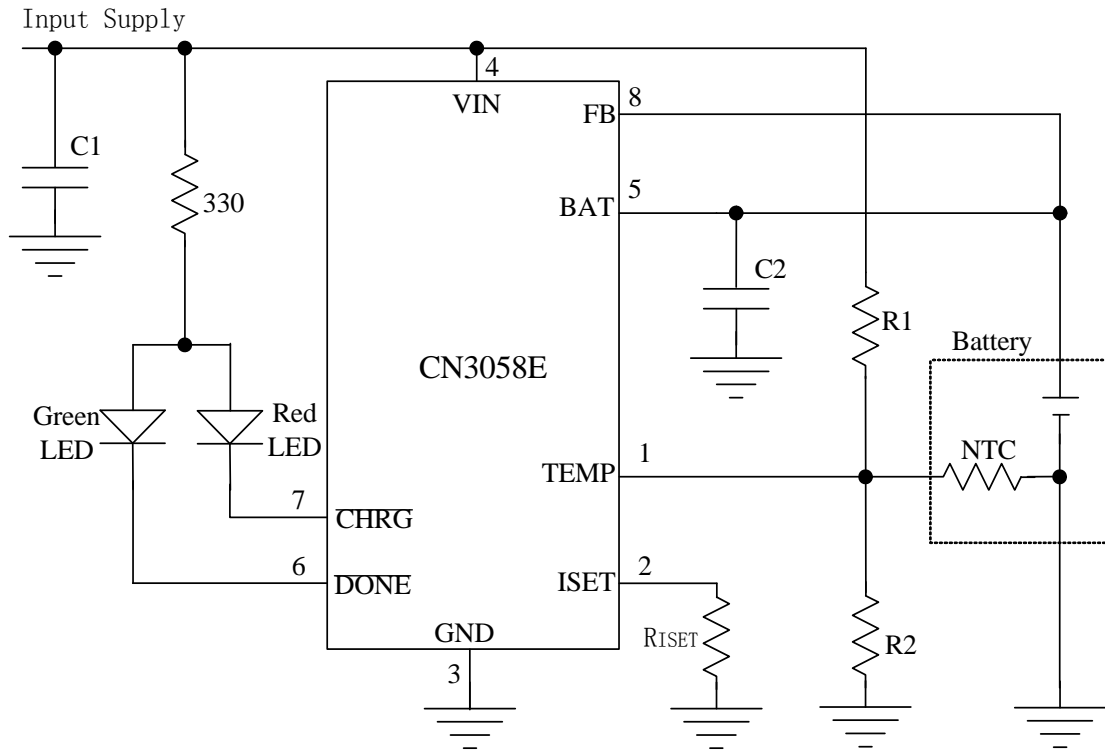 Input Supply
4
VIN
8
FB
C1
330
5
BAT
C2
R1
Battery
CN3058E
Green
LED
Red
LED
NTC
1
TEMP
7
CHRG
6
DONE
2
ISET
GND
RISET
R2
3